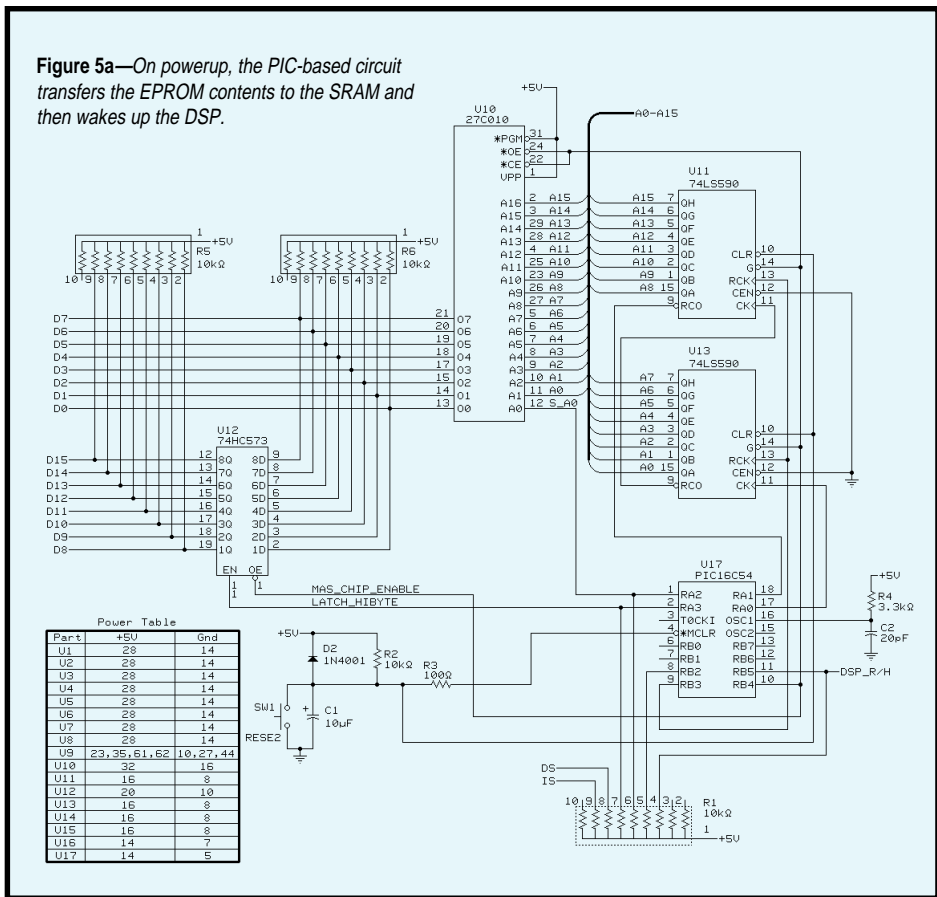 Figure 5a—On powerup, the PIC-based circuit
transfers the EPROM contents to the SRAM and
then wakes up the DSP.
+5V
U10
27C010
*PGM 31
*OE 24
*CE 22
VPP 1
A16 2 A15
A15 3 A14
A14 29 A13
A13 28 A12
A12 4 A11
A11 25 A10
A10 23 A9
A9 26 A8
A8 27 A7
A7 5 A6
A6 6 A5
A5 7 A4
A4 8 A3
A3 9 A2
A2 10 A1
A1 11 A0
A0 12 S_A0
21 O7
20 O6
19 O5
18 O4
17 O3
15 O2
14 O1
13 O0
A0-A15
U11
74LS590
A15 7 QH
A14 6 QG
A13 5 QF
A12 4 QE
A11 3 QD
A10 2 QC
A9 1 QB
A8 15 QA
9 RCO
CLR 10
G 14
RCK 13
CEN 12
CK 11
U13
74LS590
A7 7 QH
A6 6 QG
A5 5 QF
A4 4 QE
A3 3 QD
A2 2 QC
A1 1 QB
A0 15 QA
9 RCO
CLR 10
G 14
RCK 13
CEN 12
CK 11
1
+5V
R5
10kΩ
10 9 8 7 6 5 4 3 2
1
+5V
R6
10kΩ
10 9 8 7 6 5 4 3 2
D7
D6
D5
D4
D3
D2
D1
D0
U12
74HC573
D15 12 8Q 8D 9
D14 13 7Q 7D 8
D13 14 6Q 6D 7
D12 15 5Q 5D 6
D11 16 4Q 4D 5
D10 17 3Q 3D 4
D9 18 2Q 2D 3
D8 19 1Q 1D 2
EN OE
1
1
1
MAS_CHIP_ENABLE
LATCH_HIBYTE
U17
PIC16C54
1 RA2 RA1 18
2 RA3 RA0 17
3 T0CKI OSC1 16
4 *MCLR OSC2 15
6 RB0 RB7 13
7 RB1 RB6 12
8 RB2 RB5 11
9 RB3 RB4 10
+5V
R4
3.3kΩ
C2
20pF
DSP_R/H
+5V
D2
1N4001
R2
10kΩ
R3
100Ω
SW1
RESE2
+
C1
10µF
DS
IS
10 9 8 7 6 5 4 3 2
R1
10kΩ
1
+5V
Power Table
Part +5V Gnd
U1 28 14
U2 28 14
U3 28 14
U4 28 14
U5 28 14
U6 28 14
U7 28 14
U8 28 14
U9 23,35,61,62 10,27,44
U10 32 16
U11 16 8
U12 20 10
U13 16 8
U14 16 8
U15 16 8
U16 14 7
U17 14 5